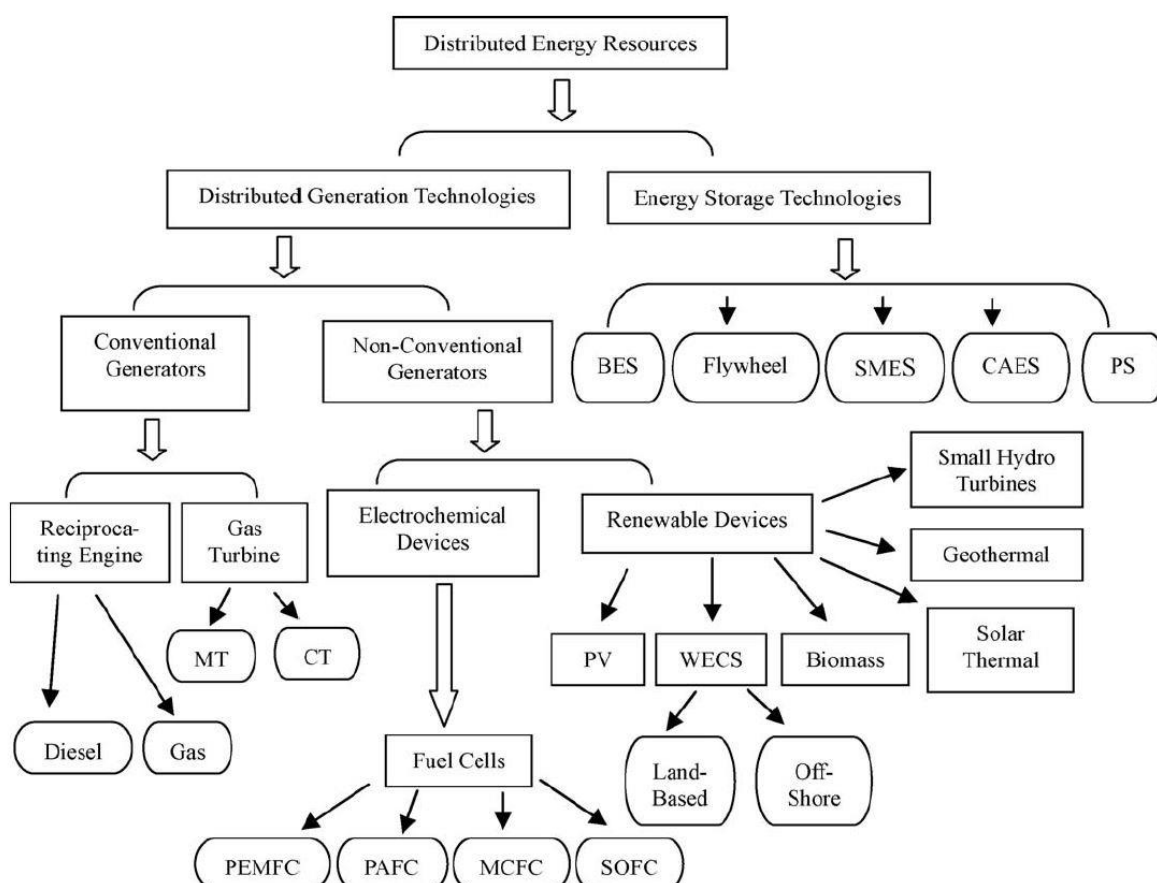 Distributed Energy Resources
Distributed Generation Technologies
Energy Storage Technologies
Conventional
Generators
Non-Conventional
Generators
BES
Flywheel
SMES
CAES
PS
Reciproca-
ting Engine
Gas
Turbine
Electrochemical
Devices
Renewable Devices
Small Hydro
Turbines
Geothermal
Solar
Thermal
MT
CT
PV
WECS
Biomass
Diesel
Gas
Fuel Cells
Land-
Based
Off-
Shore
PEMFC
PAFC
MCFC
SOFC